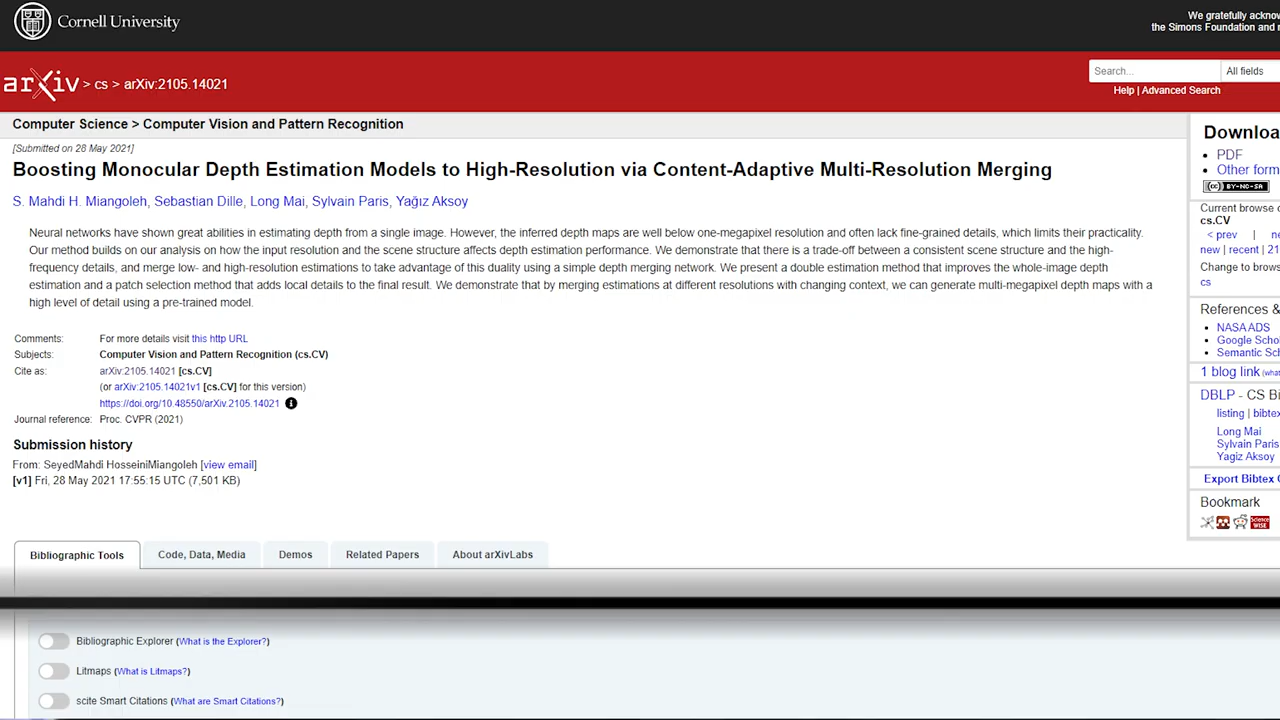 Cornell University
We gratefully
the Simons Foundation and
arXiv > cs > arXiv:2105.14021
Search...
All fields
Help | Advanced Search
Computer Science > Computer Vision and Pattern Recognition
[Submitted on 28 May 2021]
Boosting Monocular Depth Estimation Models to High-Resolution via Content-Adaptive Multi-Resolution Merging
S. Mahdi H. Miangoleh, Sebastian Dille, Long Mai, Sylvain Paris, Yağız Aksoy
Neural networks have shown great abilities in estimating depth from a single image. However, the inferred depth maps are well below one-megapixel resolution and often lack fine-grained details, which limits their practicality.
Our method builds on our analysis on how the input resolution and the scene structure affects depth estimation performance. We demonstrate that there is a trade-off between a consistent scene structure and the high-
frequency details, and merge low- and high-resolution estimations to take advantage of this duality using a simple depth merging network. We present a double estimation method that improves the whole-image depth
estimation and a patch selection method that adds local details to the final result. We demonstrate that by merging estimations at different resolutions with changing context, we can generate multi-megapixel depth maps with a
high level of detail using a pre-trained model.
Comments: For more details visit this http URL
Subjects: Computer Vision and Pattern Recognition (cs.CV)
Cite as: arXiv:2105.14021 [cs.CV]
(or arXiv:2105.14021v1 [cs.CV] for this version)
https://doi.org/10.48550/arXiv.2105.14021
Journal reference: Proc. CVPR (2021)
Submission history
From: SeyedMahdi HosseiniMiangoleh [view email]
[v1] Fri, 28 May 2021 17:55:15 UTC (7,501 KB)
Bibliographic Tools
Code, Data, Media
Demos
Related Papers
About arXivLabs
Bibliographic Explorer (What is the Explorer?)
Litmaps (What is Litmaps?)
scite Smart Citations (What are Smart Citations?)
Downloa
PDF
Other form
(cc) BY-NC-SA
Current browse
cs.CV
< prev | ne
new | recent | 21
Change to brows
cs
References &
NASA ADS
Google Scho
Semantic Sch
1 blog link (what
DBLP - CS Bi
listing | bibtex
Long Mai
Sylvain Paris
Yagiz Aksoy
Export Bibtex
Bookmark
Science
WISE